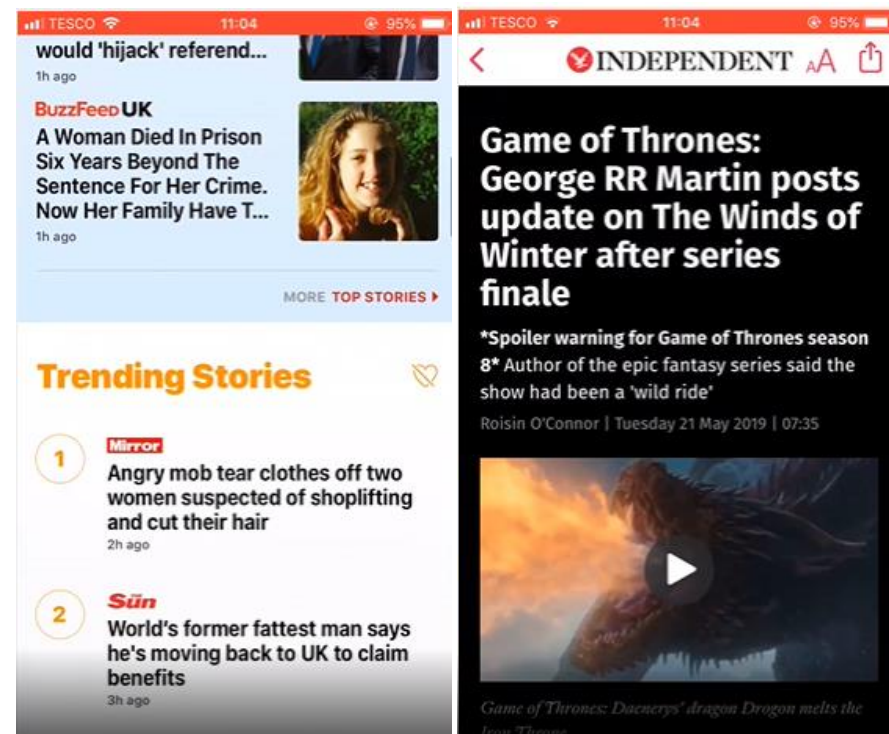 TESCO 11:04 95%
would 'hijack' referend...
1h ago
BuzzFeed UK
A Woman Died In Prison
Six Years Beyond The
Sentence For Her Crime.
Now Her Family Have T...
1h ago
MORE TOP STORIES
Trending Stories
1
Mirror
Angry mob tear clothes off two
women suspected of shoplifting
and cut their hair
2h ago
2
The Sun
World's former fattest man says
he's moving back to UK to claim
benefits
3h ago
TESCO 11:04 95%
INDEPENDENT AA
Game of Thrones:
George RR Martin posts
update on The Winds of
Winter after series
finale
*Spoiler warning for Game of Thrones season
8* Author of the epic fantasy series said the
show had been a 'wild ride'
Roisin O'Connor | Tuesday 21 May 2019 | 07:35
Game of Thrones: Daenerys' dragon Drogon melts the
Iron Throne